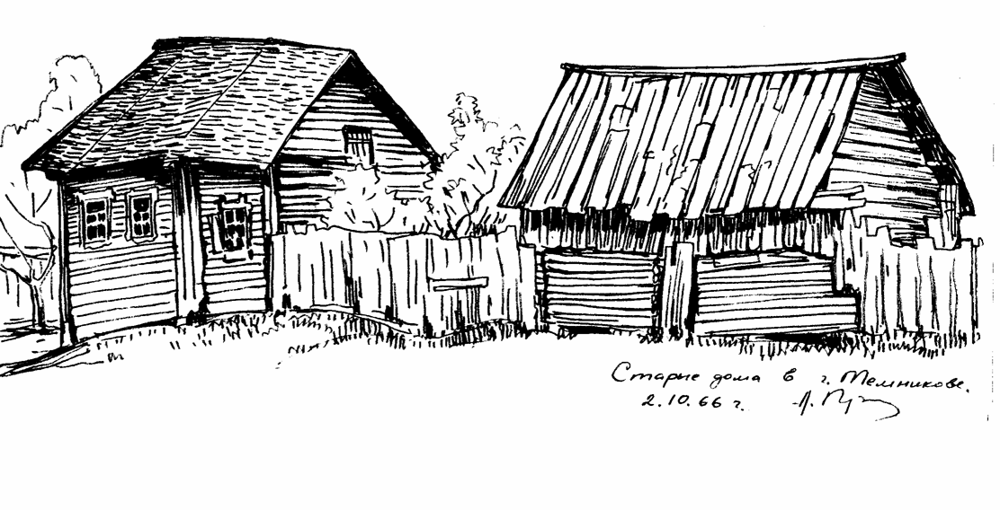 Старые дома в г. Темникове.
2.10.66 г.